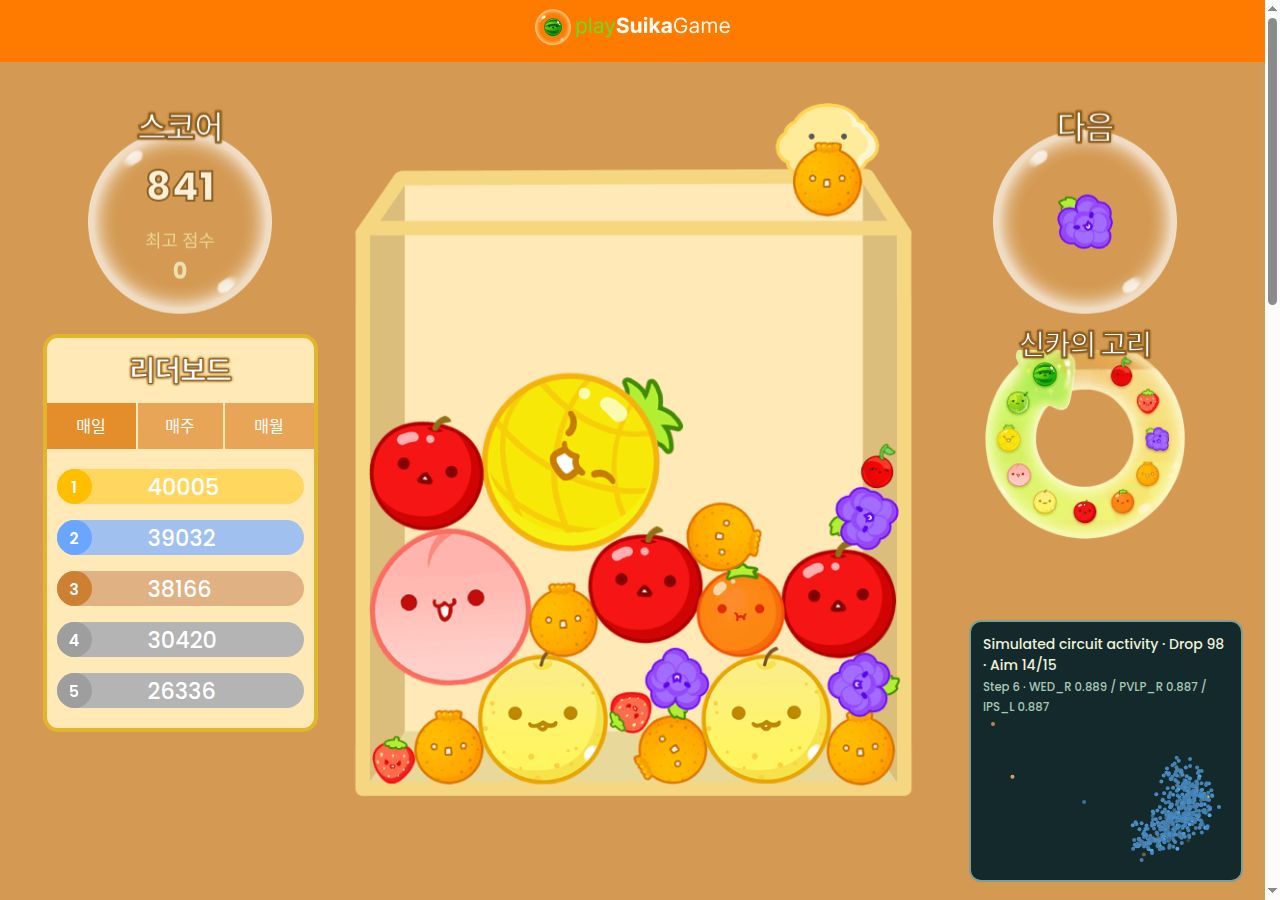 playSuikaGame
스코어
841
최고 점수
0
리더보드
매일
매주
매월
1 40005
2 39032
3 38166
4 30420
5 26336
다음
신카의 고리
Simulated circuit activity · Drop 98
· Aim 14/15
Step 6 · WED_R 0.889 / PVLP_R 0.887 /
IPS_L 0.887